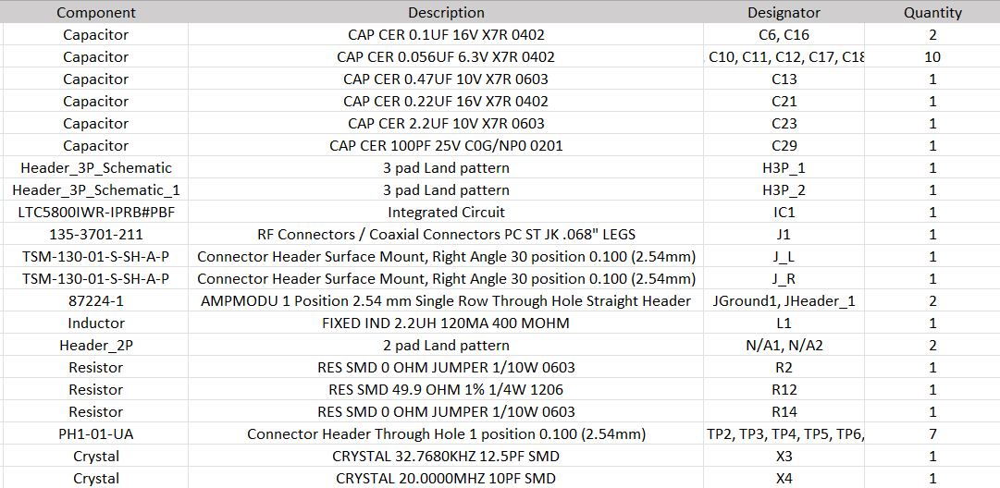 Component Description Designator Quantity
Capacitor CAP CER 0.1UF 16V X7R 0402 C6, C16 2
Capacitor CAP CER 0.056UF 6.3V X7R 0402 C10, C11, C12, C17, C18 10
Capacitor CAP CER 0.47UF 10V X7R 0603 C13 1
Capacitor CAP CER 0.22UF 16V X7R 0402 C21 1
Capacitor CAP CER 2.2UF 10V X7R 0603 C23 1
Capacitor CAP CER 100PF 25V C0G/NP0 0201 C29 1
Header_3P_Schematic 3 pad Land pattern H3P_1 1
Header_3P_Schematic_1 3 pad Land pattern H3P_2 1
LTC5800IWR-IPRB#PBF Integrated Circuit IC1 1
135-3701-211 RF Connectors / Coaxial Connectors PC ST JK .068" LEGS J1 1
TSM-130-01-S-SH-A-P Connector Header Surface Mount, Right Angle 30 position 0.100 (2.54mm) J_L 1
TSM-130-01-S-SH-A-P Connector Header Surface Mount, Right Angle 30 position 0.100 (2.54mm) J_R 1
87224-1 AMPMODU 1 Position 2.54 mm Single Row Through Hole Straight Header JGround1, JHeader_1 2
Inductor FIXED IND 2.2UH 120MA 400 MOHM L1 1
Header_2P 2 pad Land pattern N/A1, N/A2 2
Resistor RES SMD 0 OHM JUMPER 1/10W 0603 R2 1
Resistor RES SMD 49.9 OHM 1% 1/4W 1206 R12 1
Resistor RES SMD 0 OHM JUMPER 1/10W 0603 R14 1
PH1-01-UA Connector Header Through Hole 1 position 0.100 (2.54mm) TP2, TP3, TP4, TP5, TP6, 7
Crystal CRYSTAL 32.7680KHZ 12.5PF SMD X3 1
Crystal CRYSTAL 20.0000MHZ 10PF SMD X4 1